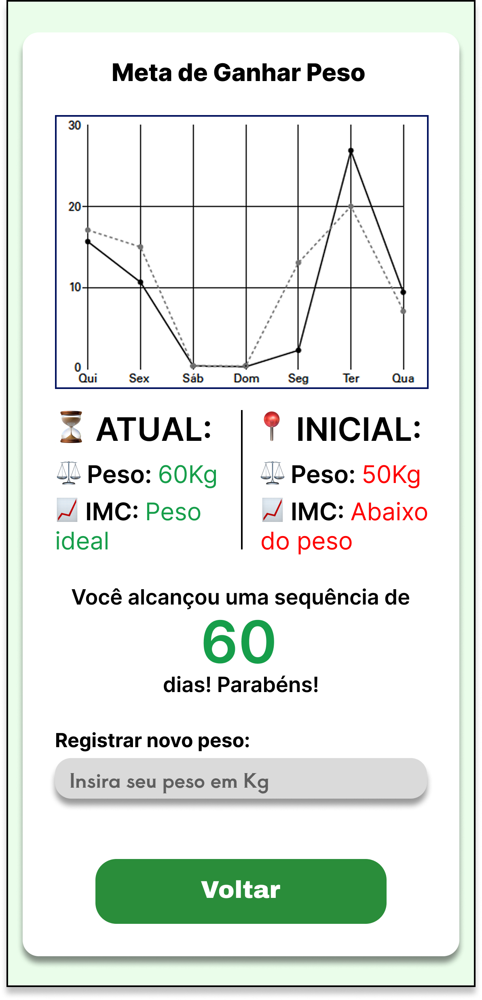 Meta de Ganhar Peso
30
20
10
0
Qui Sex Sáb Dom Seg Ter Qua
ATUAL:
Peso: 60Kg
IMC: Peso
ideal
INICIAL:
Peso: 50Kg
IMC: Abaixo
do peso
Você alcançou uma sequência de
60
dias! Parabéns!
Registrar novo peso:
Insira seu peso em Kg
Voltar